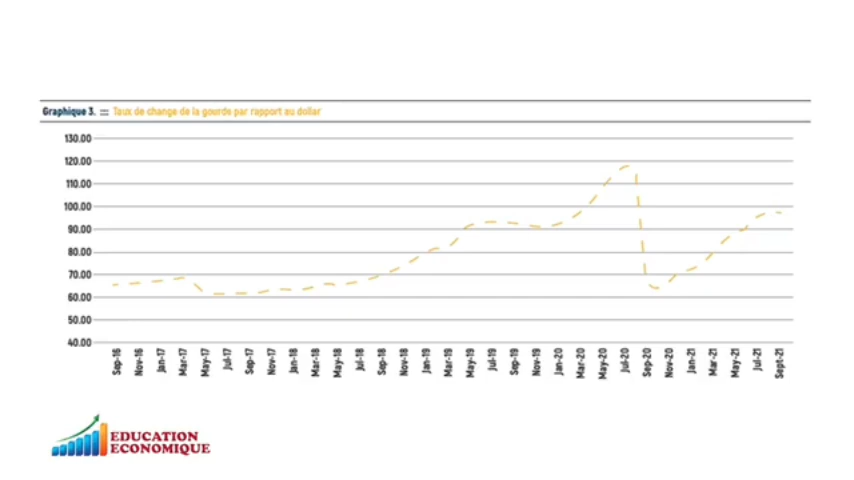 Graphique 3. Taux de change de la gourde par rapport au dollar
130.00
120.00
110.00
100.00
90.00
80.00
70.00
60.00
50.00
40.00
Sep-16 Nov-16 Jan-17 Mar-17 May-17 Jul-17 Sep-17 Nov-17 Jan-18 Mar-18 May-18 Jul-18 Sep-18 Nov-18 Jan-19 Mar-19 May-19 Jul-19 Sep-19 Nov-19 Jan-20 Mar-20 May-20 Jul-20 Sep-20 Nov-20 Jan-21 Mar-21 May-21 Jul-21 Sept-21
EDUCATION
ECONOMIQUE